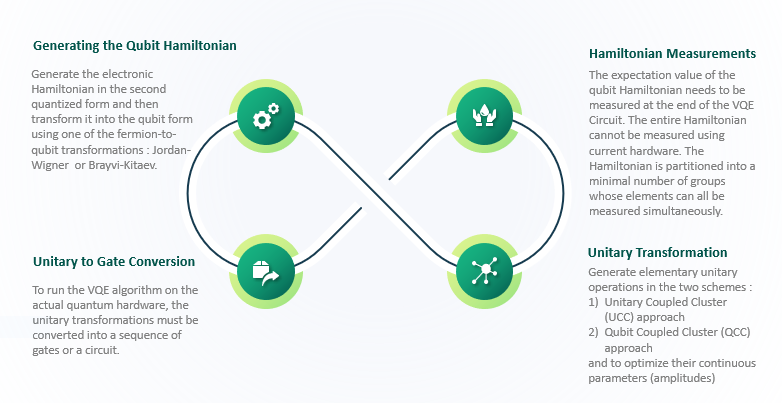 Generating the Qubit Hamiltonian
Generate the electronic
Hamiltonian in the second
quantized form and then
transform it into the qubit form
using one of the fermion-to-
qubit transformations : Jordan-
Wigner or Brayvi-Kitaev.
Unitary to Gate Conversion
To run the VQE algorithm on the
actual quantum hardware, the
unitary transformations must be
converted into a sequence of
gates or a circuit.
Hamiltonian Measurements
The expectation value of the
qubit Hamiltonian needs to be
measured at the end of the VQE
Circuit. The entire Hamiltonian
cannot be measured using
current hardware. The
Hamiltonian is partitioned into a
minimal number of groups
whose elements can all be
measured simultaneously.
Unitary Transformation
Generate elementary unitary
operations in the two schemes :
1) Unitary Coupled Cluster
(UCC) approach
2) Qubit Coupled Cluster (QCC)
approach
and to optimize their continuous
parameters (amplitudes)